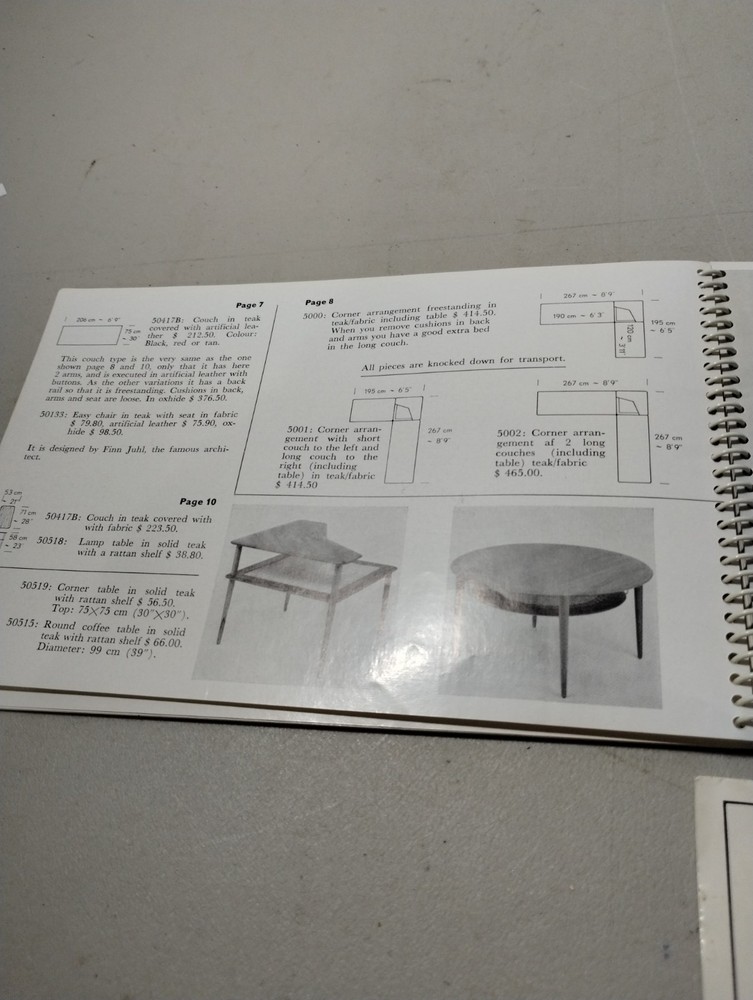 Page 7
206 cm ~ 6'9"
75 cm
~ 30"
50417B: Couch in teak
covered with artificial lea-
ther $ 212.50. Colour:
Black, red or tan.
This couch type is the very same as the one
shown page 8 and 10, only that it has here
2 arms, and is executed in artificial leather with
buttons. As the other variations it has a back
rail so that it is freestanding. Cushions in back,
arms and seat are loose. In oxhide $ 376.50.
50133: Easy chair in teak with seat in fabric
$ 79.80, artificial leather $ 75.90, ox-
hide $ 98.50.
It is designed by Finn Juhl, the famous archi-
tect.
Page 8
5000: Corner arrangement freestanding in
teak/fabric including table $ 414.50.
When you remove cushions in back
and arms you have a good extra bed
in the long couch.
267 cm ~ 8'9"
190 cm ~ 6'3"
120 cm
~ 3'11"
195 cm
~ 6'5"
All pieces are knocked down for transport.
195 cm ~ 6'5"
267 cm
~ 8'9"
5001: Corner arran-
gement with short
couch to the left and
long couch to the
right (including
table) in teak/fabric
$ 414.50
267 cm ~ 8'9"
267 cm
~ 8'9"
5002: Corner arran-
gement af 2 long
couches (including
table) teak/fabric
$ 465.00.
Page 10
53 cm
~ 21"
71 cm
~ 28"
58 cm
~ 23"
50417B: Couch in teak covered with
with fabric $ 223.50.
50518: Lamp table in solid teak
with a rattan shelf $ 38.80.
50519: Corner table in solid teak
with rattan shelf $ 56.50.
Top: 75×75 cm (30"×30").
50515: Round coffee table in solid
teak with rattan shelf $ 66.00.
Diameter: 99 cm (39").